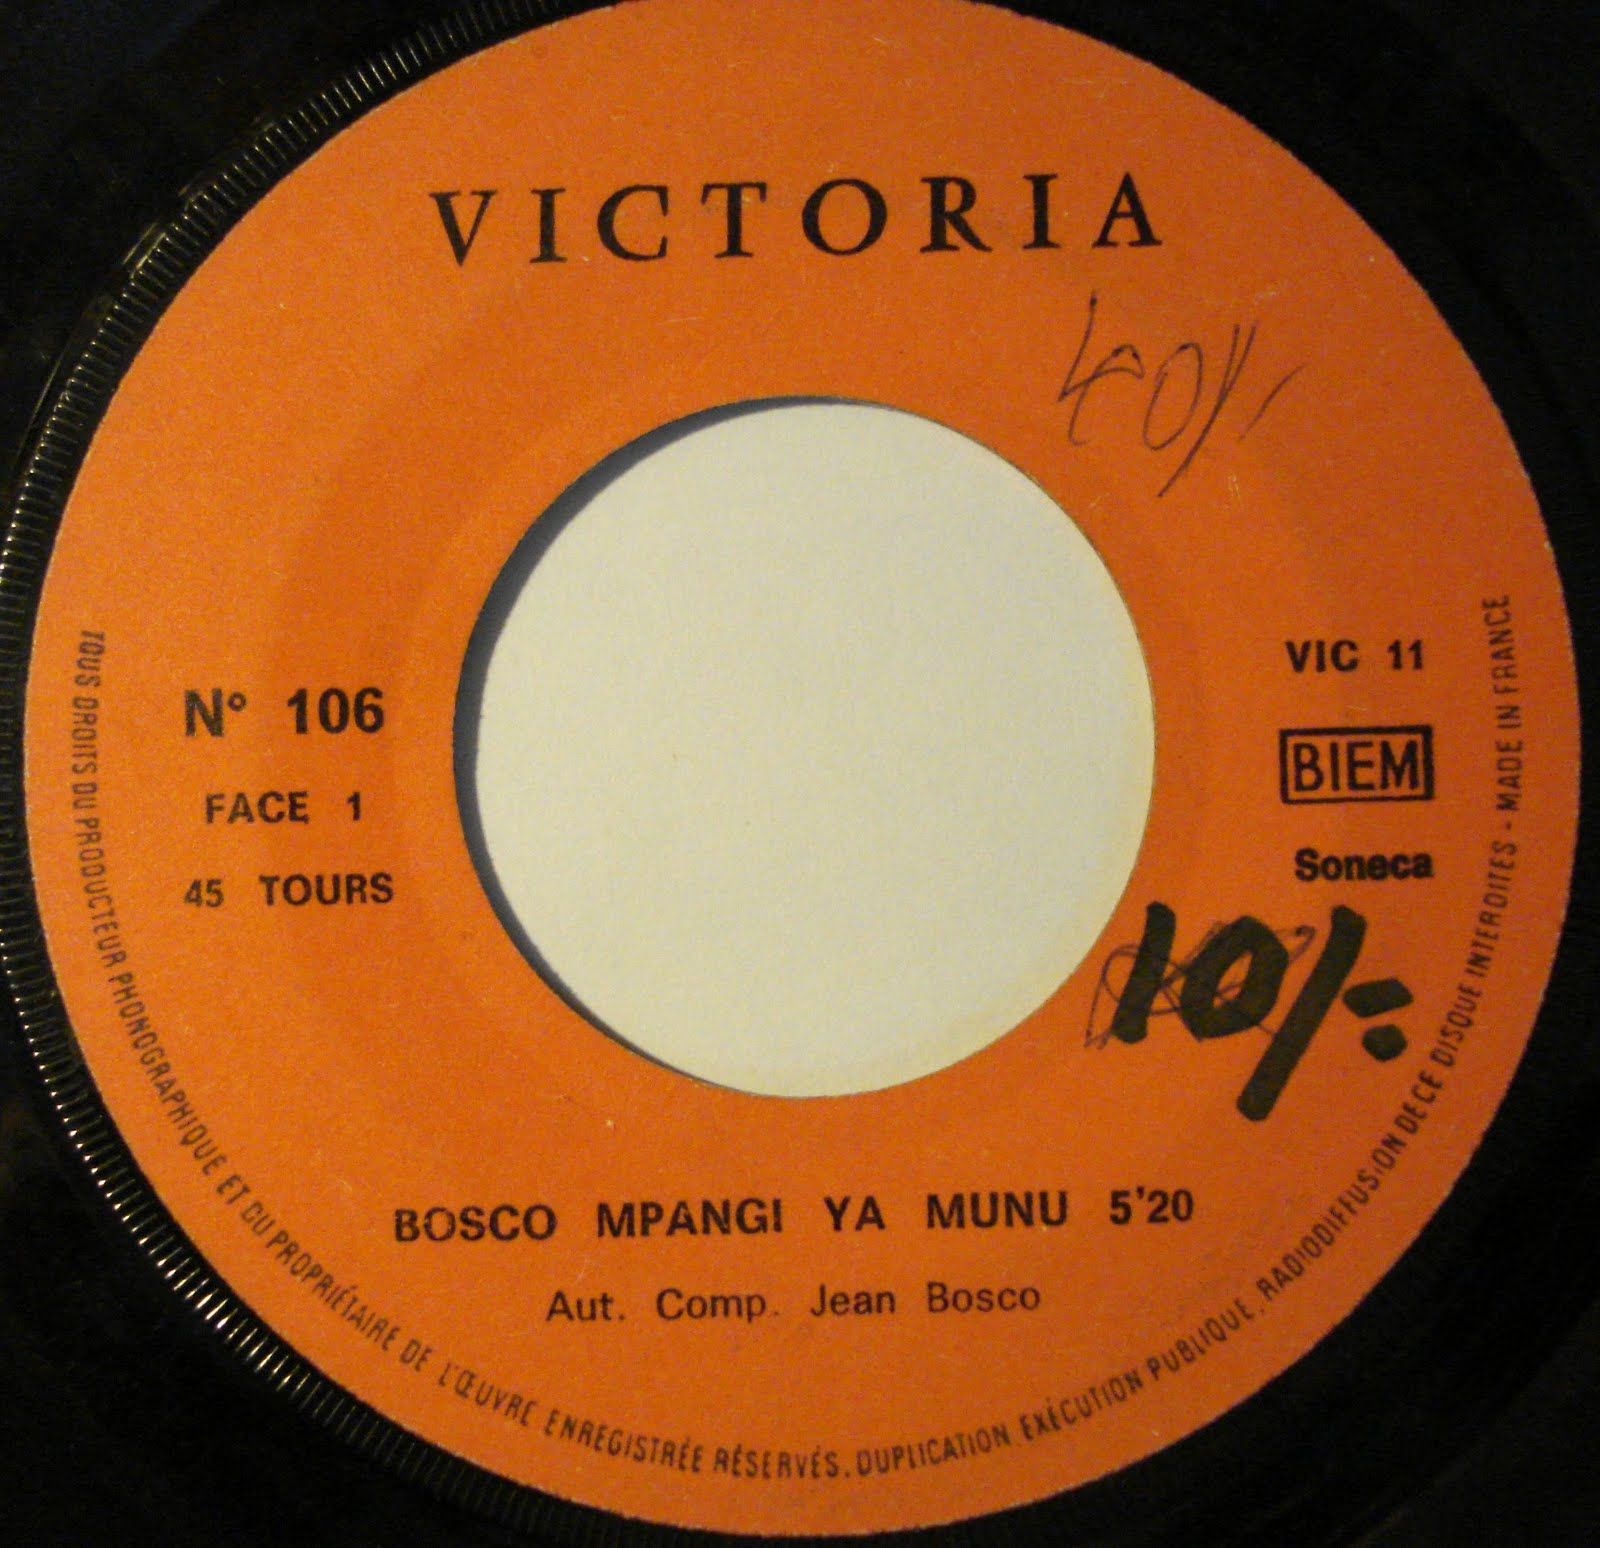 VICTORIA
40/-
N° 106
FACE 1
45 TOURS
VIC 11
BIEM
Soneca
10/=
BOSCO MPANGI YA MUNU 5'20
Aut. Comp. Jean Bosco
TOUS DROITS DU PRODUCTEUR PHONOGRAPHIQUE ET DU PROPRIÉTAIRE DE L'ŒUVRE ENREGISTRÉE RÉSERVÉS. DUPLICATION EXÉCUTION PUBLIQUE, RADIODIFFUSION DE CE DISQUE INTERDITES - MADE IN FRANCE